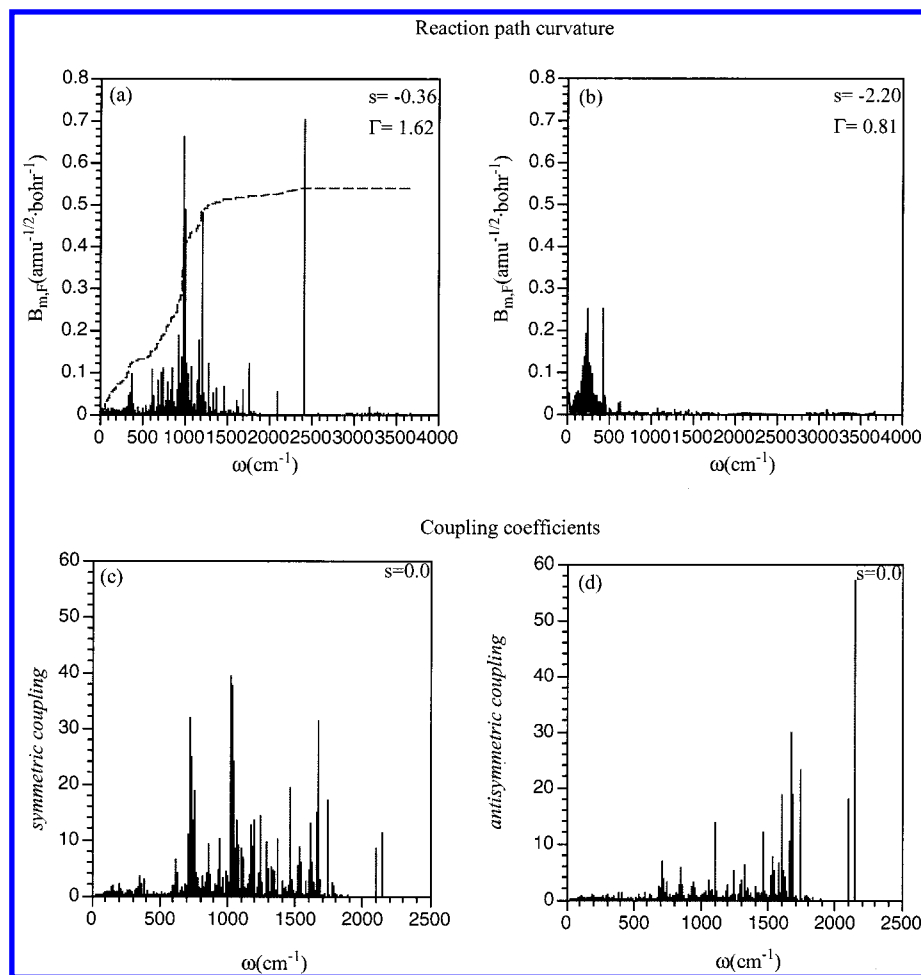 Reaction path curvature
(a)
s= -0.36
Γ= 1.62
B_m,F(amu^-1/2·bohr^-1)
0.8
0.7
0.6
0.5
0.4
0.3
0.2
0.1
0
0 500 1000 1500 2000 2500 3000 3500 4000
ω(cm^-1)
(b)
s= -2.20
Γ= 0.81
B_m,F(amu^-1/2·bohr^-1)
0.8
0.7
0.6
0.5
0.4
0.3
0.2
0.1
0
0 500 1000 1500 2000 2500 3000 3500 4000
ω(cm^-1)
Coupling coefficients
(c)
s=0.0
symmetric coupling
60
50
40
30
20
10
0
0 500 1000 1500 2000 2500
ω(cm^-1)
(d)
s=0.0
antisymmetric coupling
60
50
40
30
20
10
0
0 500 1000 1500 2000 2500
ω(cm^-1)